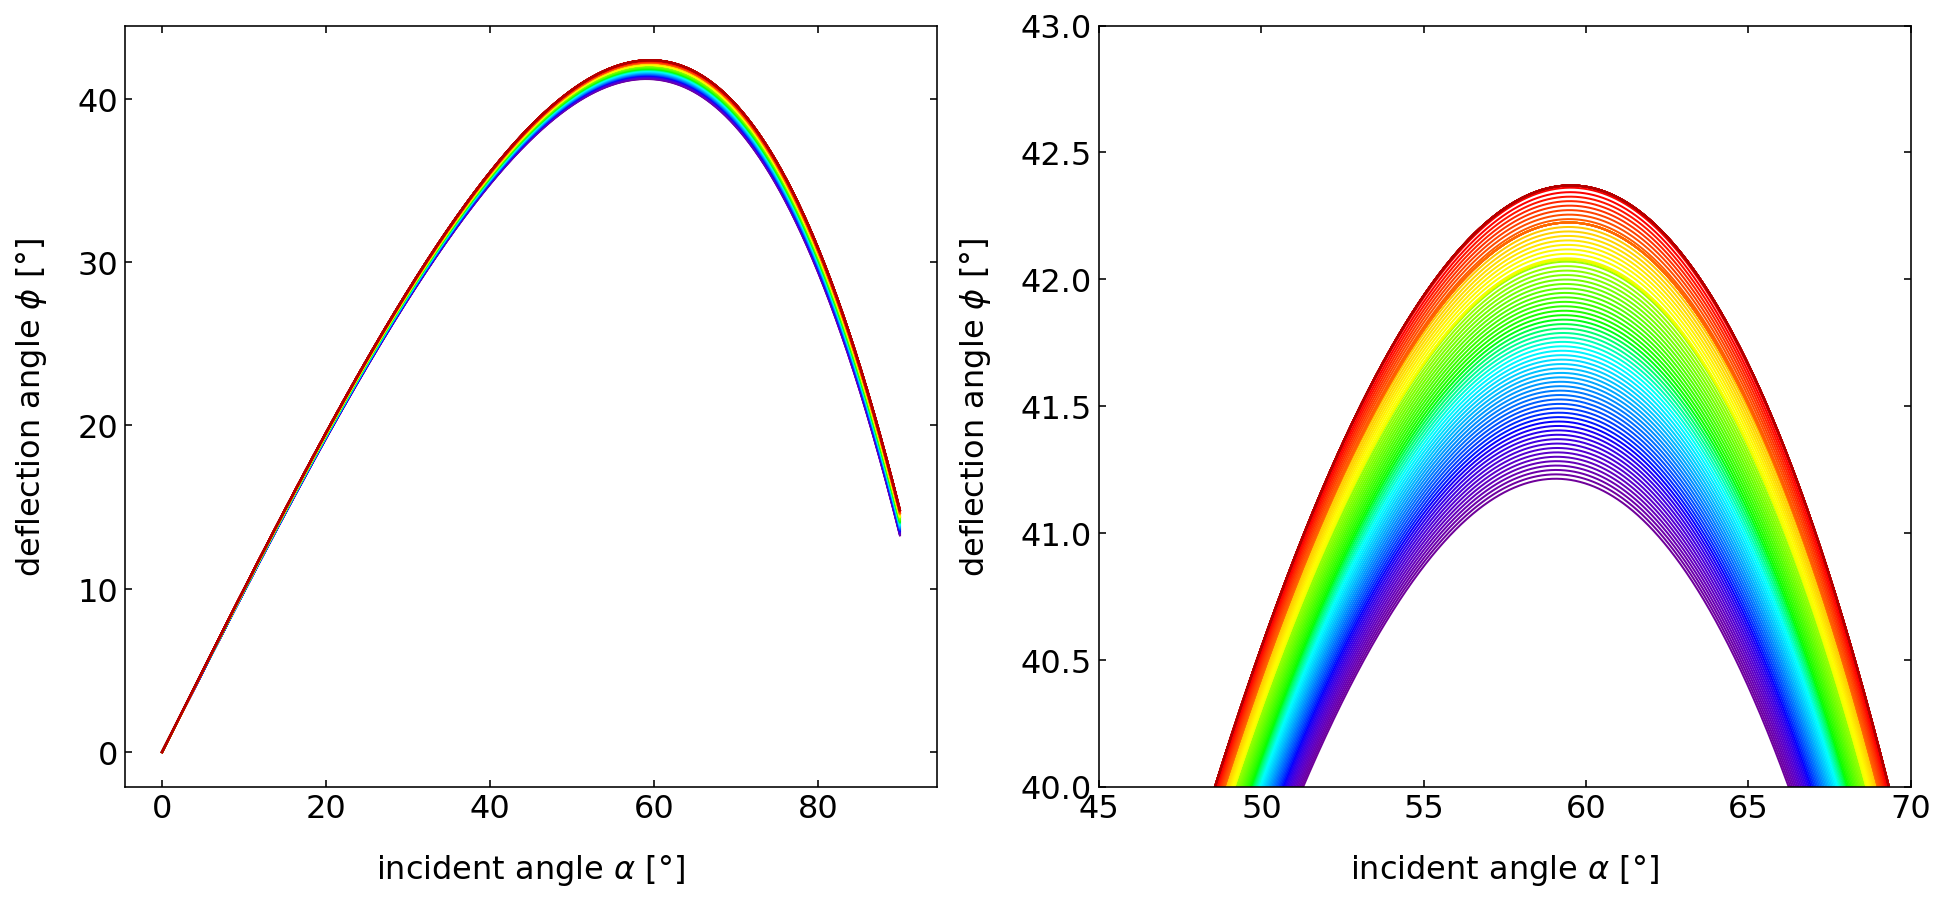 deflection angle ϕ [°]
40
30
20
10
0
0 20 40 60 80
incident angle α [°]
deflection angle ϕ [°]
43.0
42.5
42.0
41.5
41.0
40.5
40.0
45 50 55 60 65 70
incident angle α [°]